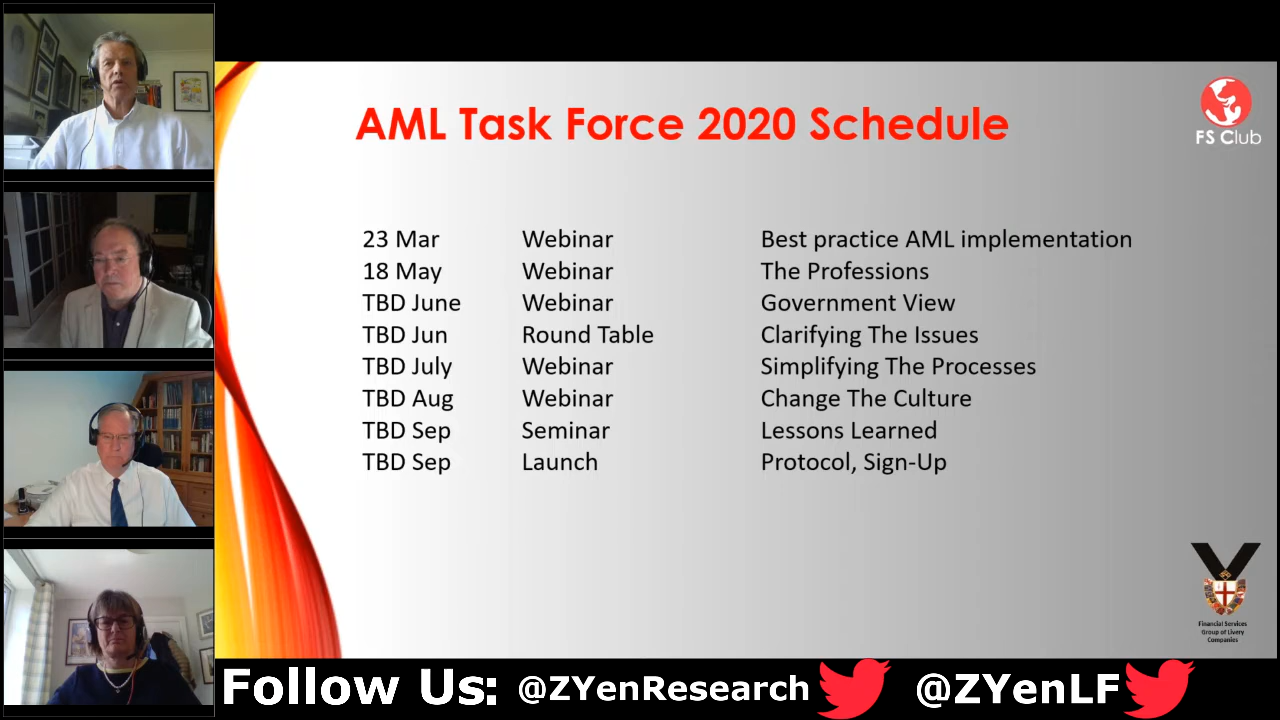 AML Task Force 2020 Schedule
FS Club
23 Mar Webinar Best practice AML implementation
18 May Webinar The Professions
TBD June Webinar Government View
TBD Jun Round Table Clarifying The Issues
TBD July Webinar Simplifying The Processes
TBD Aug Webinar Change The Culture
TBD Sep Seminar Lessons Learned
TBD Sep Launch Protocol, Sign-Up
Financial Services
Group of Livery
Companies
Follow Us: @ZYenResearch @ZYenLF